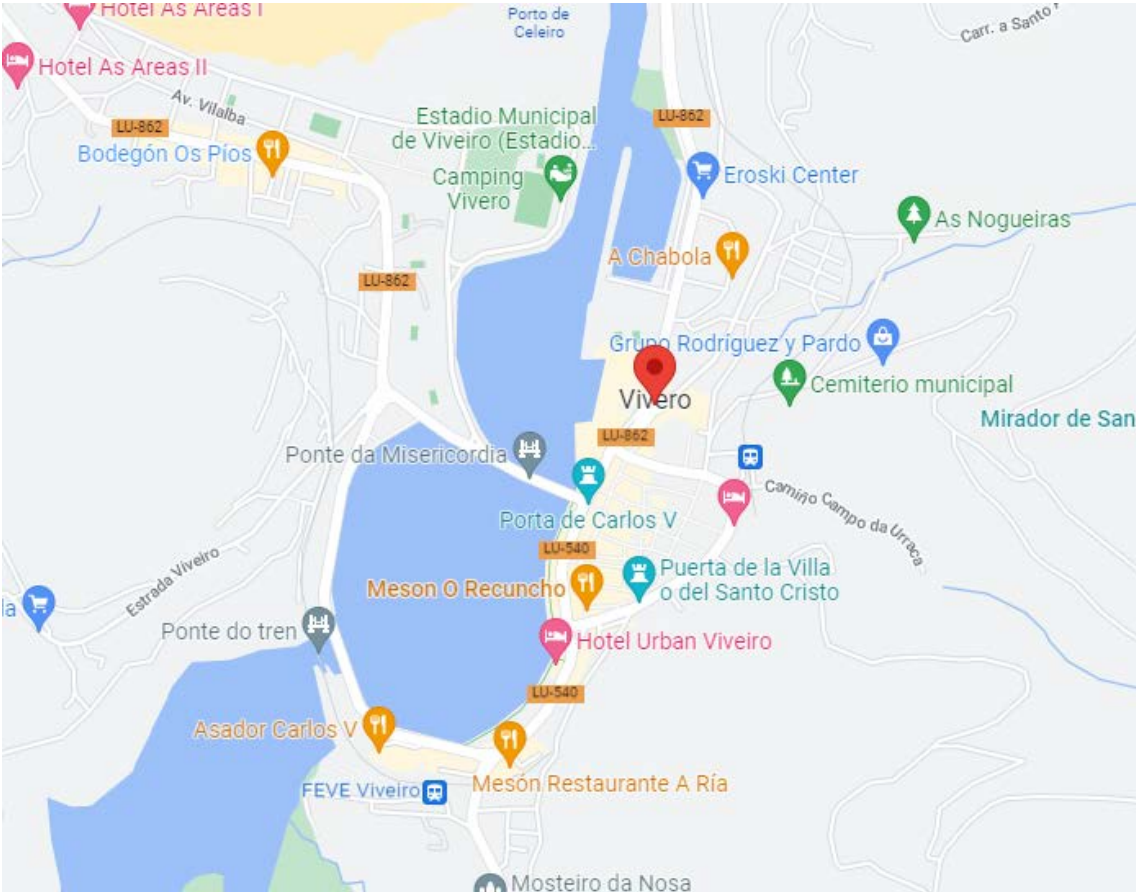 Hotel As Areas I
Porto de
Celeiro
Carr. a Santo
Hotel As Areas II
Av. Vilalba
LU-862
Estadio Municipal
de Viveiro (Estadio...
LU-862
Bodegón Os Píos
Camping
Vivero
Eroski Center
As Nogueiras
A Chabola
LU-862
Grupo Rodríguez y Pardo
Cemiterio municipal
Vivero
Mirador de San
LU-862
Ponte da Misericordia
Camiño Campo da Urraca
Porta de Carlos V
LU-540
Estrada Viveiro
Meson O Recuncho
Puerta de la Villa
o del Santo Cristo
la
Ponte do tren
Hotel Urban Viveiro
LU-540
Asador Carlos V
FEVE Viveiro
Mesón Restaurante A Ría
Mosteiro da Nosa